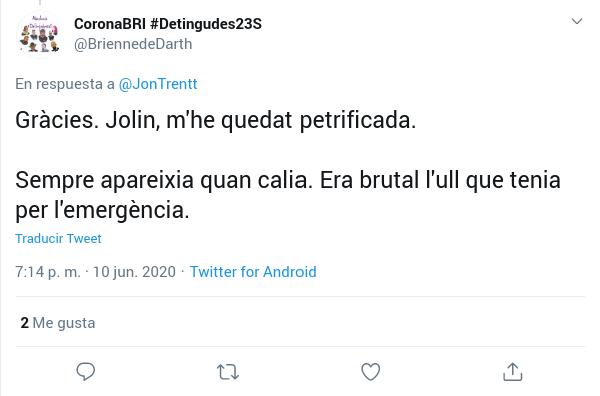 CoronaBRI #Detingudes23S
@BriennedeDarth
En respuesta a @JonTrentt
Gràcies. Jolin, m'he quedat petrificada.
Sempre apareixia quan calia. Era brutal l'ull que tenia
per l'emergència.
Traducir Tweet
7:14 p. m. · 10 jun. 2020 · Twitter for Android
2 Me gusta